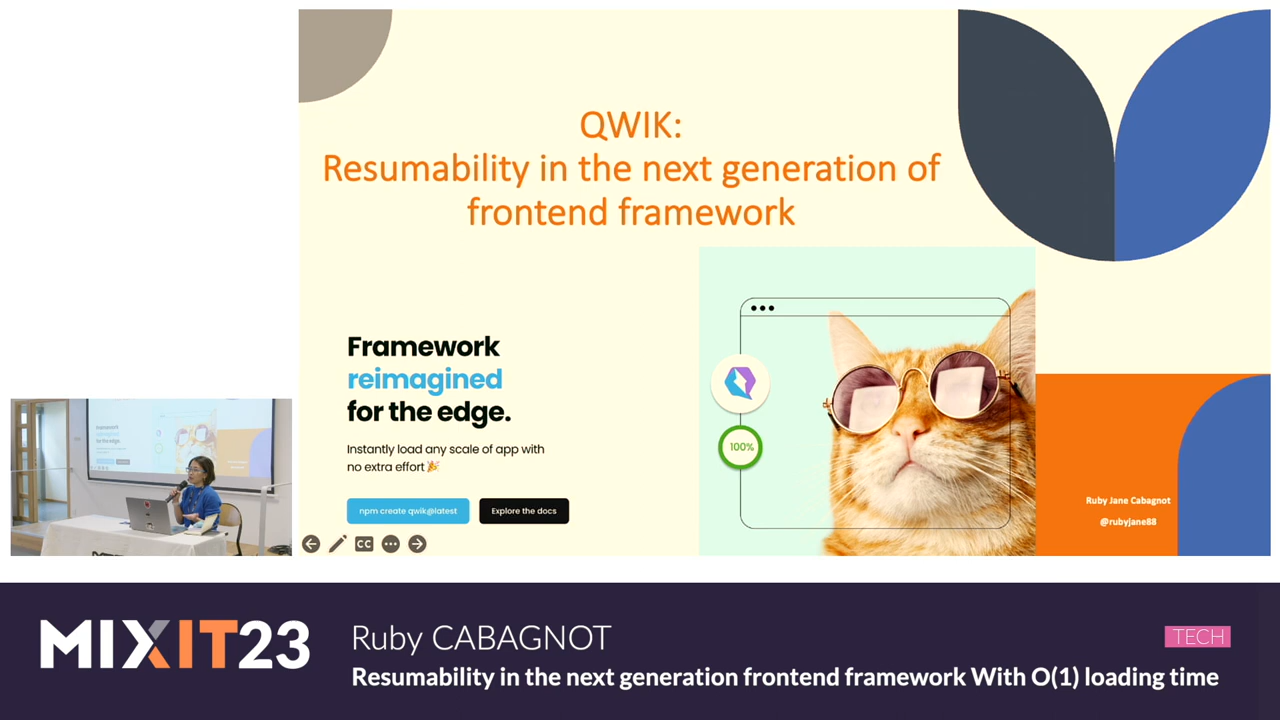 QWIK:
Resumability in the next generation of
frontend framework
Framework
reimagined
for the edge.
Instantly load any scale of app with
no extra effort🎉
npm create qwik@latest
Explore the docs
CC
100%
Ruby Jane Cabagnot
@rubyjane88
MIXIT23
Ruby CABAGNOT
TECH
Resumability in the next generation frontend framework With O(1) loading time